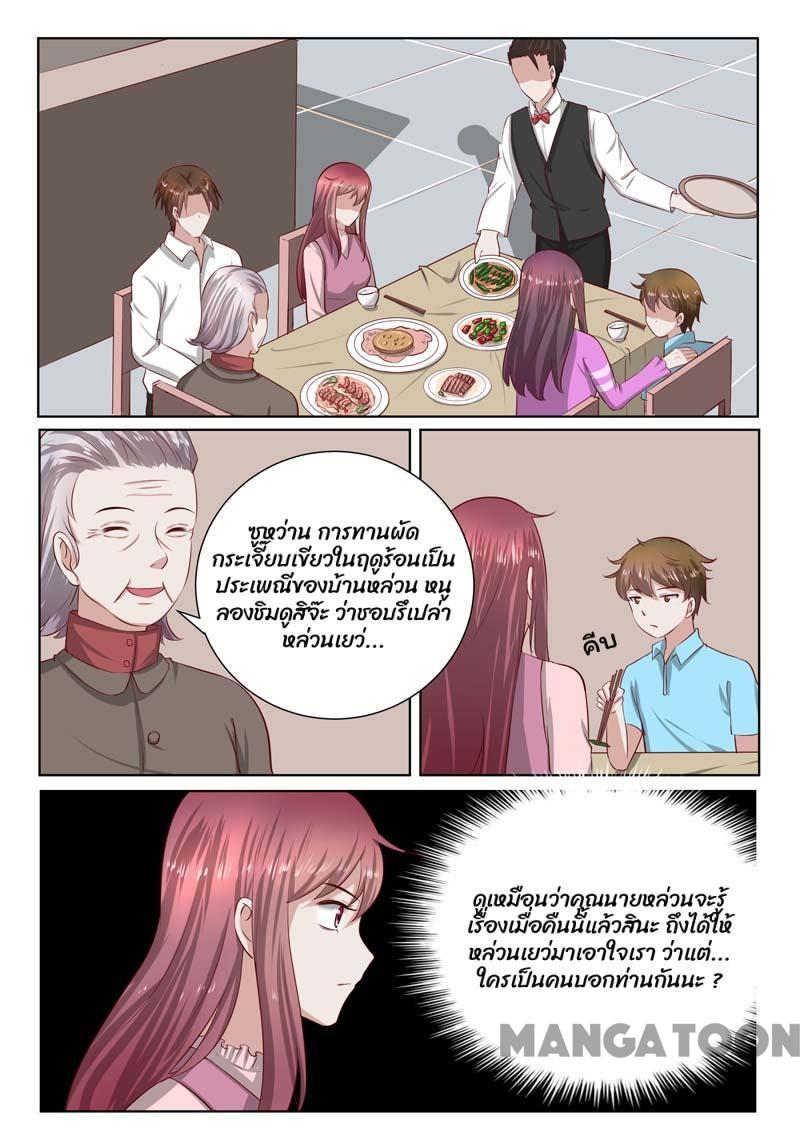 ซูหว่าน การทานผัด
กระเจี๊ยบเขียวในฤดูร้อนเป็น
ประเพณีของบ้านหล่วน หนู
ลองชิมดูสิจ๊ะ ว่าชอบรึเปล่า
หล่วนเยว่...
คีบ
ดูเหมือนว่าคุณนายหล่วนจะรู้
เรื่องเมื่อคืนนี้แล้วสินะ ถึงได้ให้
หล่วนเยว่มาเอาใจเรา ว่าแต่...
ใครเป็นคนบอกท่านกันนะ ?
MANGATOON